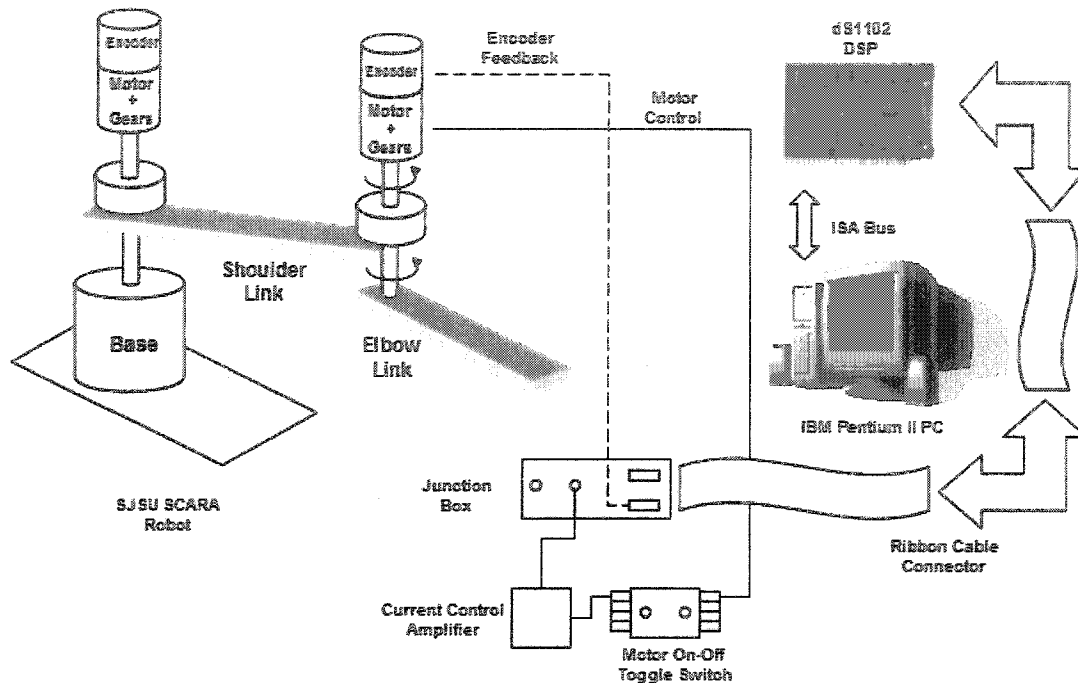 Encoder
Motor
+
Gears
Encoder
Motor
+
Gears
Encoder
Feedback
Motor
Control
dS1102
DSP
ISA Bus
Shoulder
Link
Base
Elbow
Link
IBM Pentium II PC
SJSU SCARA
Robot
Junction
Box
Ribbon Cable
Connector
Current Control
Amplifier
Motor On-Off
Toggle Switch